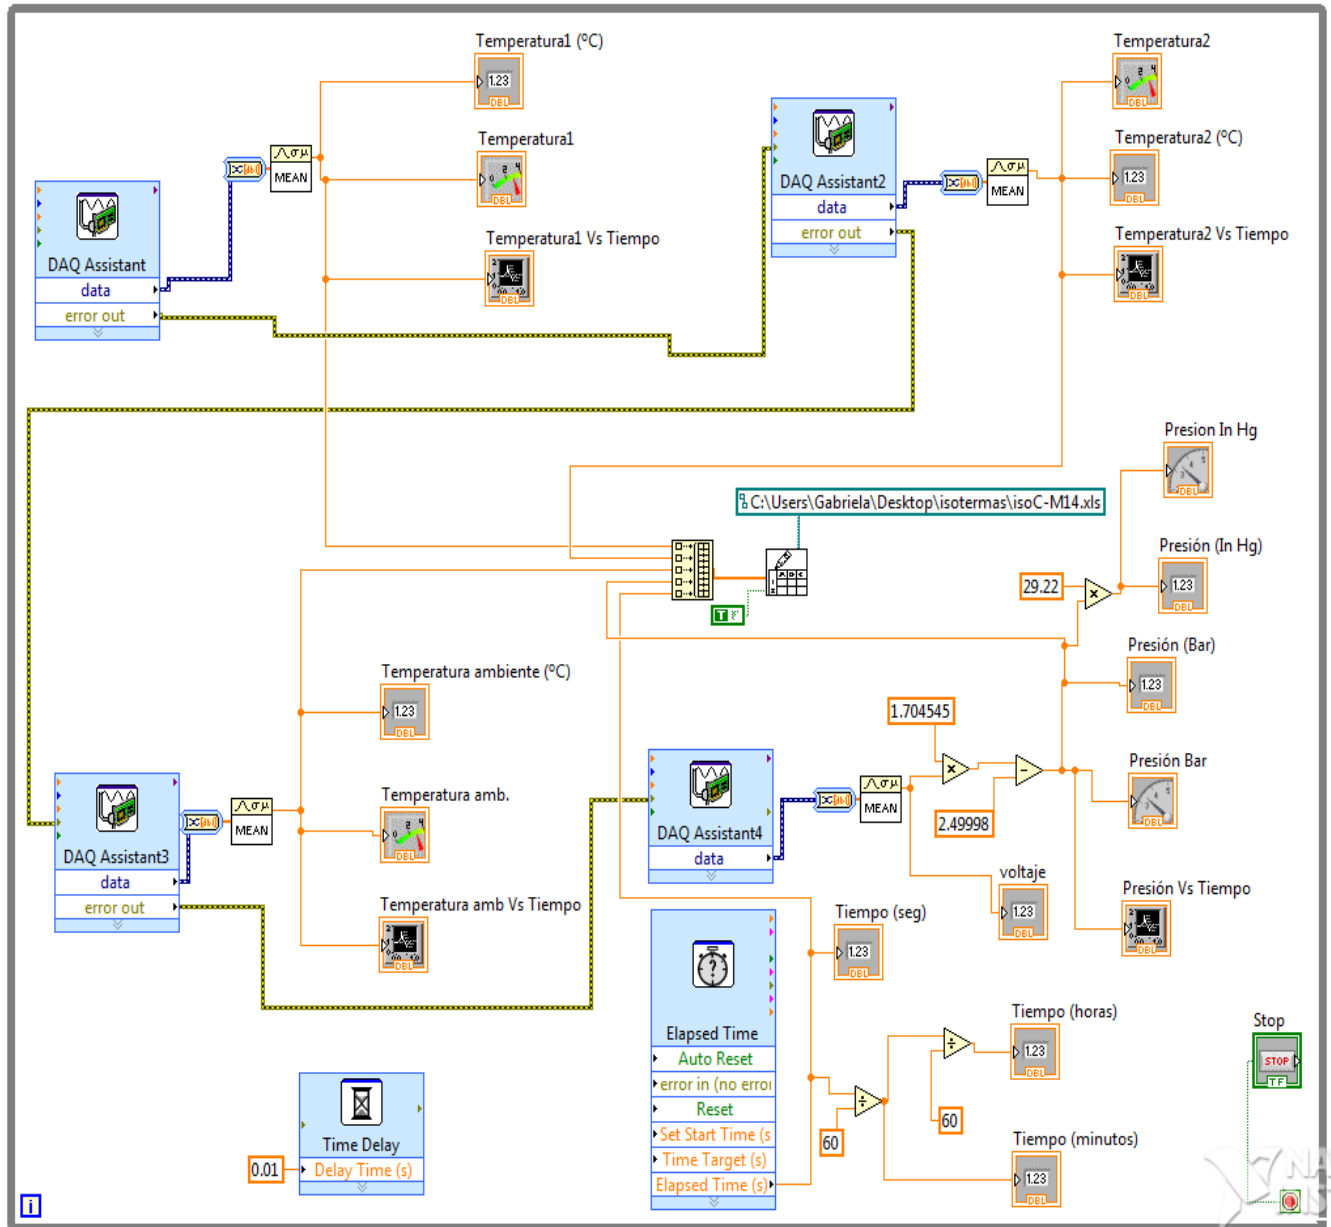 Temperatura1 (ºC)
1.23
DBL
Temperatura1
DBL
Temperatura1 Vs Tiempo
DBL
MEAN
DAQ Assistant
data
error out
Temperatura2
DBL
Temperatura2 (ºC)
1.23
DBL
Temperatura2 Vs Tiempo
DBL
DAQ Assistant2
data
error out
MEAN
C:\Users\Gabriela\Desktop\isotermas\isoC-M14.xls
T
Presion In Hg
DBL
Presión (In Hg)
29.22
1.23
DBL
Presión (Bar)
1.23
DBL
Temperatura ambiente (ºC)
1.23
DBL
Temperatura amb.
DBL
Temperatura amb Vs Tiempo
DBL
MEAN
DAQ Assistant3
data
error out
1.704545
2.49998
DAQ Assistant4
data
MEAN
Presión Bar
DBL
voltaje
1.23
DBL
Presión Vs Tiempo
DBL
Tiempo (seg)
1.23
DBL
Elapsed Time
Auto Reset
error in (no erro
Reset
Set Start Time (s
Time Target (s)
Elapsed Time (s)
60
60
Tiempo (horas)
1.23
DBL
Tiempo (minutos)
1.23
DBL
Time Delay
0.01
Delay Time (s)
Stop
STOP
TF
i